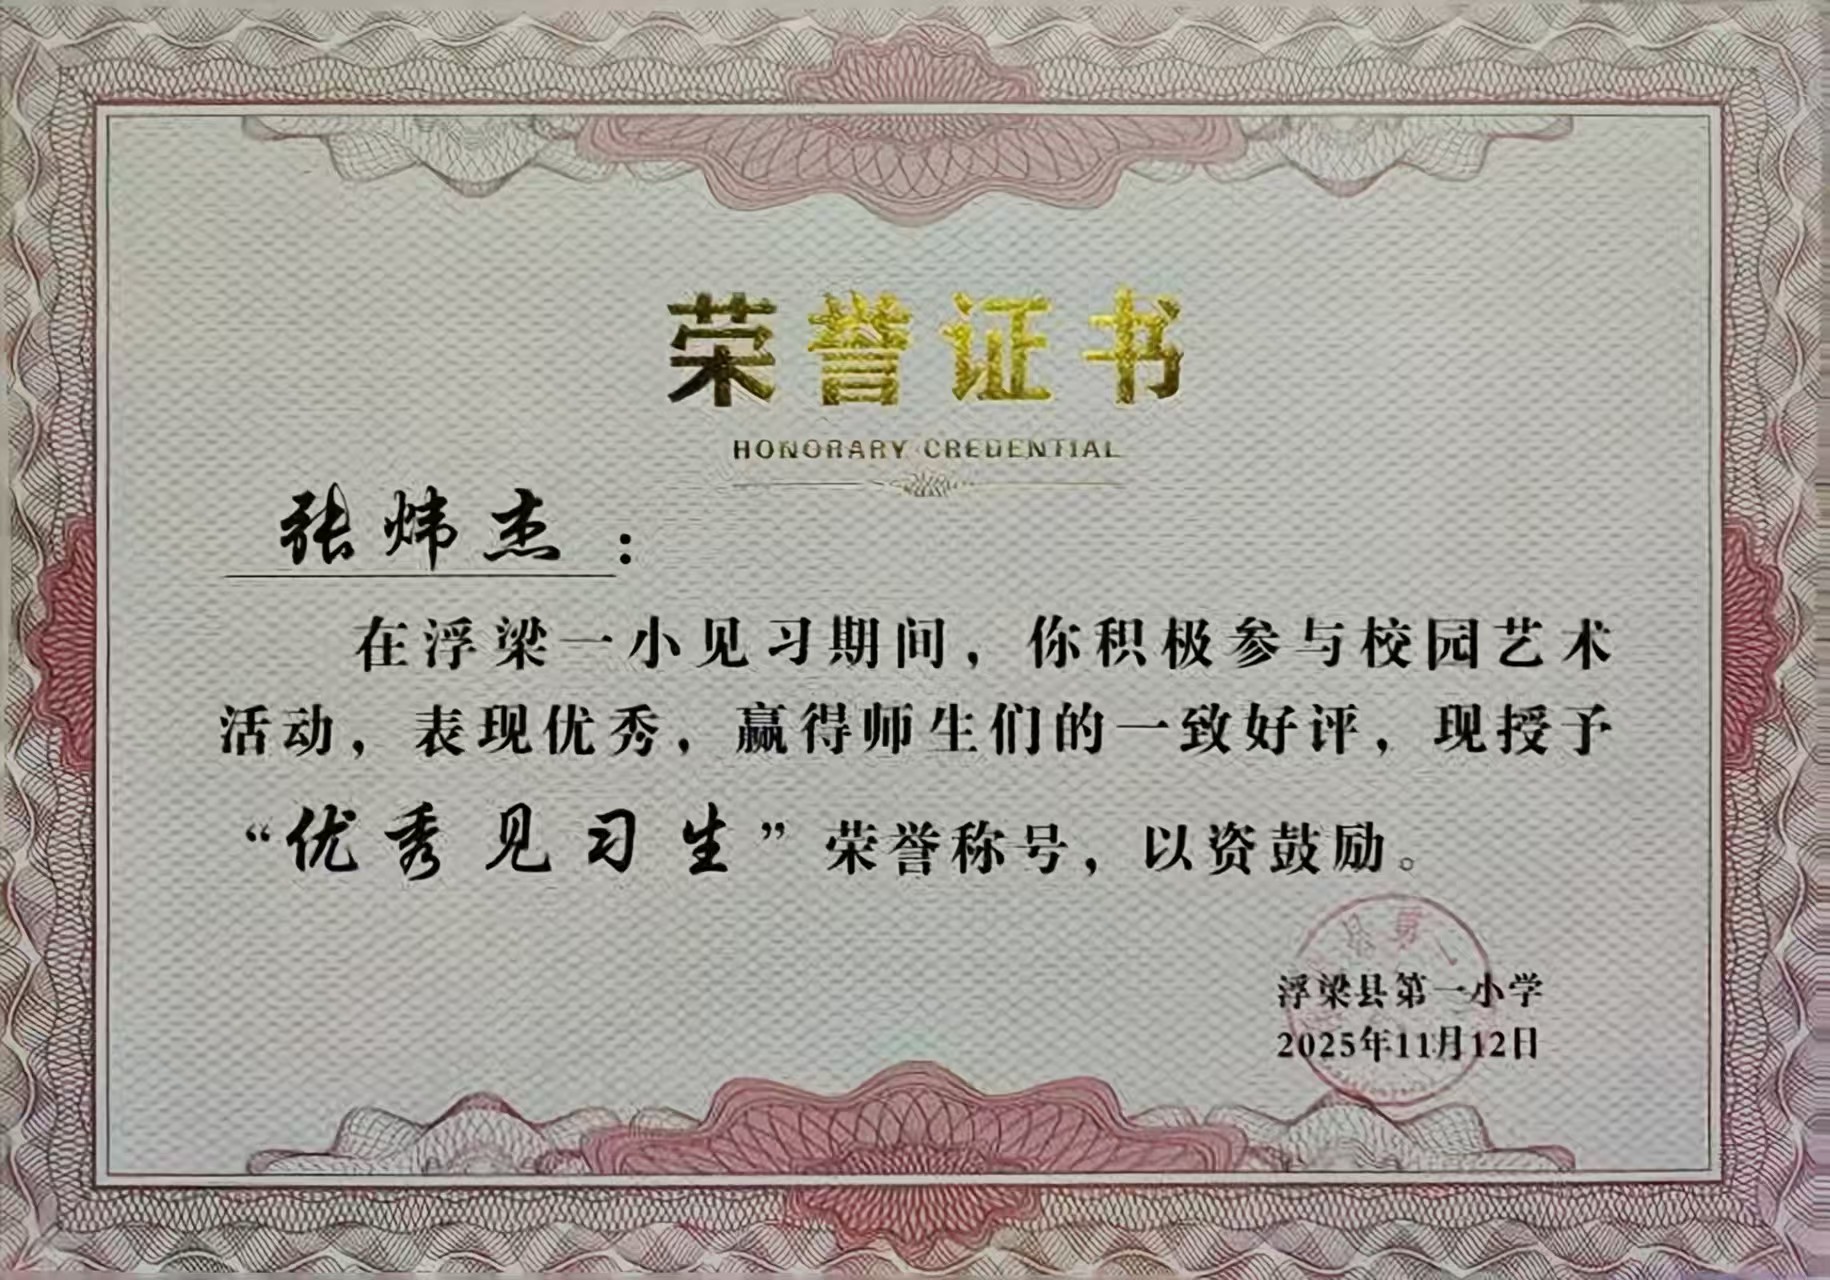 荣誉证书
HONORARY CREDENTIAL
张炜杰：
在浮梁一小见习期间，你积极参与校园艺术
活动，表现优秀，赢得师生们的一致好评，现授予
“优秀见习生”荣誉称号，以资鼓励。
浮梁县第一小学
2025年11月12日